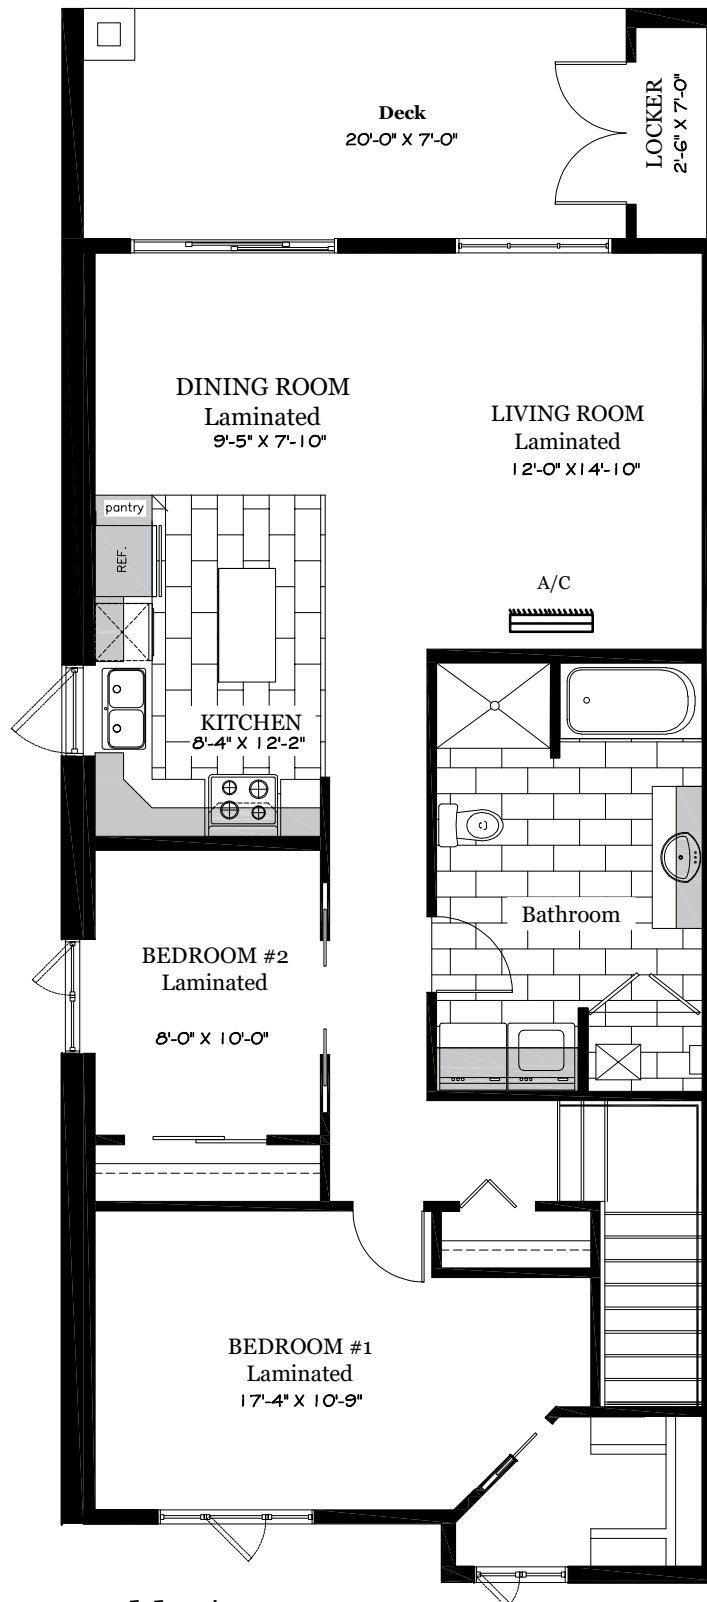 Deck
20'-0" X 7'-0"
LOCKER
2'-6" X 7'-0"
DINING ROOM
Laminated
9'-5" X 7'-10"
LIVING ROOM
Laminated
12'-0" X14'-10"
pantry
REF.
A/C
KITCHEN
8'-4" X 12'-2"
Bathroom
BEDROOM #2
Laminated
8'-0" X 10'-0"
BEDROOM #1
Laminated
17'-4" X 10'-9"